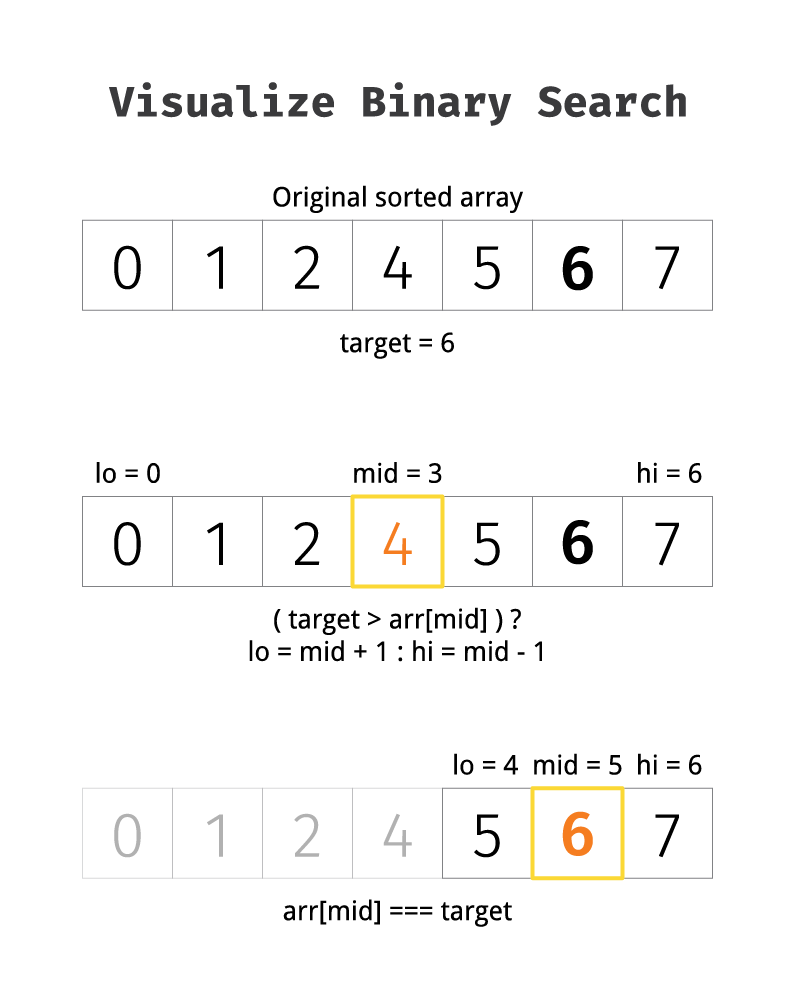 Visualize Binary Search
Original sorted array
0 1 2 4 5 6 7
target = 6
lo = 0 mid = 3 hi = 6
0 1 2 4 5 6 7
( target > arr[mid] ) ?
lo = mid + 1 : hi = mid - 1
lo = 4 mid = 5 hi = 6
0 1 2 4 5 6 7
arr[mid] === target